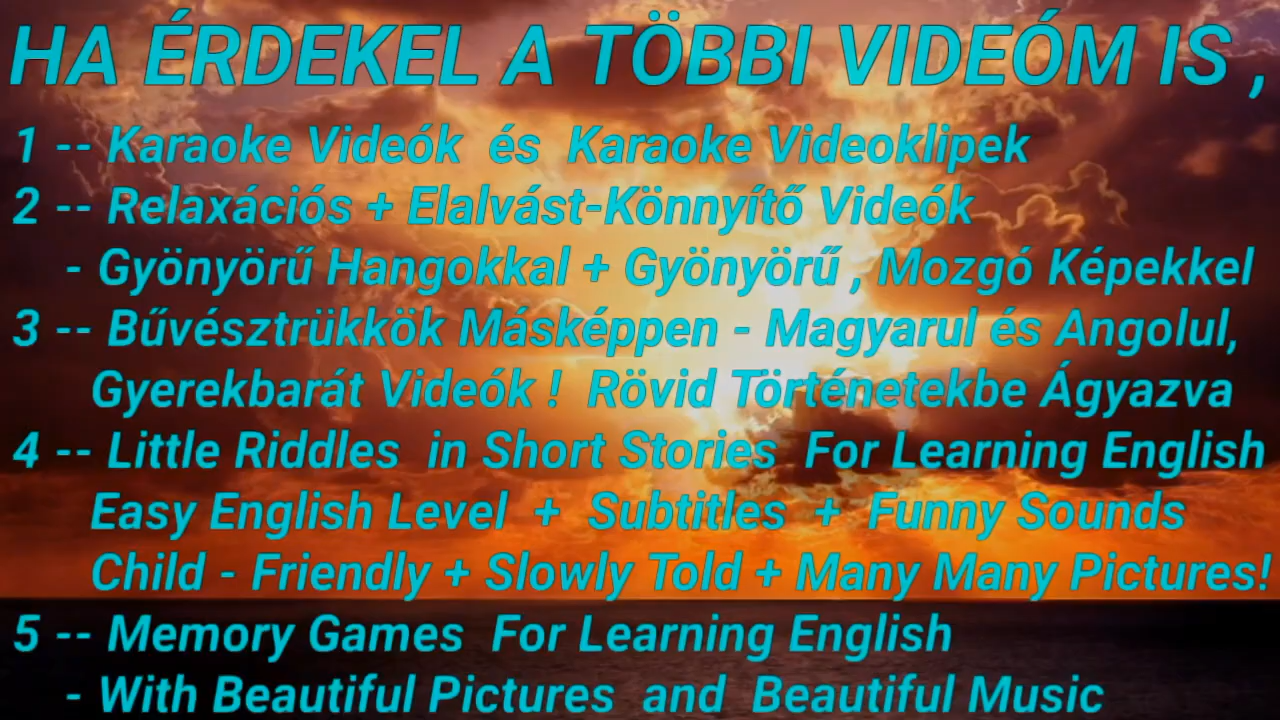 HA ÉRDEKEL A TÖBBI VIDEÓM IS ,
1 -- Karaoke Videók és Karaoke Videoklipek
2 -- Relaxációs + Elalvást-Könnyítő Videók
- Gyönyörű Hangokkal + Gyönyörű , Mozgó Képekkel
3 -- Bűvésztrükkök Másképpen - Magyarul és Angolul,
Gyerekbarát Videók ! Rövid Történetekbe Ágyazva
4 -- Little Riddles in Short Stories For Learning English
Easy English Level + Subtitles + Funny Sounds
Child - Friendly + Slowly Told + Many Many Pictures!
5 -- Memory Games For Learning English
- With Beautiful Pictures and Beautiful Music